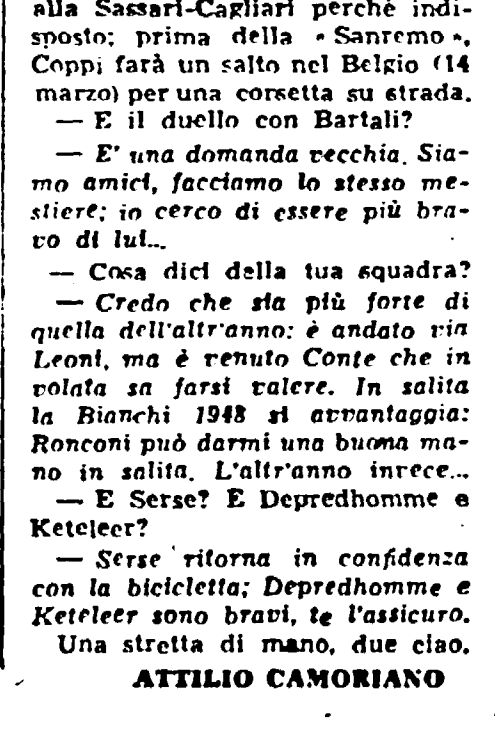 alla Sassari-Cagliari perchè indi-
sposto; prima della « Sanremo »,
Coppi farà un salto nel Belgio (14
marzo) per una corsetta su strada.
— E il duello con Bartali?
— E' una domanda vecchia. Sia-
mo amici, facciamo lo stesso me-
stiere; io cerco di essere più bra-
vo di lui...
— Cosa dici della tua squadra?
— Credo che sia più forte di
quella dell'altr'anno: è andato via
Leoni, ma è venuto Conte che in
volata sa farsi valere. In salita
la Bianchi 1948 si avvantaggia:
Ronconi può darmi una buona ma-
no in salita. L'altr'anno invece...
— E Serse? E Depredhomme e
Keteleer?
— Serse ritorna in confidenza
con la bicicletta; Depredhomme e
Keteleer sono bravi, te l'assicuro.
Una stretta di mano, due ciao.
ATTILIO CAMORIANO